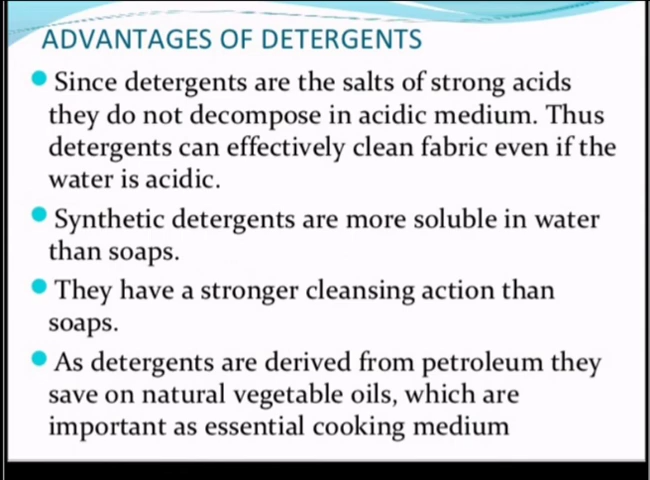 ADVANTAGES OF DETERGENTS
Since detergents are the salts of strong acids
they do not decompose in acidic medium. Thus
detergents can effectively clean fabric even if the
water is acidic.
Synthetic detergents are more soluble in water
than soaps.
They have a stronger cleansing action than
soaps.
As detergents are derived from petroleum they
save on natural vegetable oils, which are
important as essential cooking medium